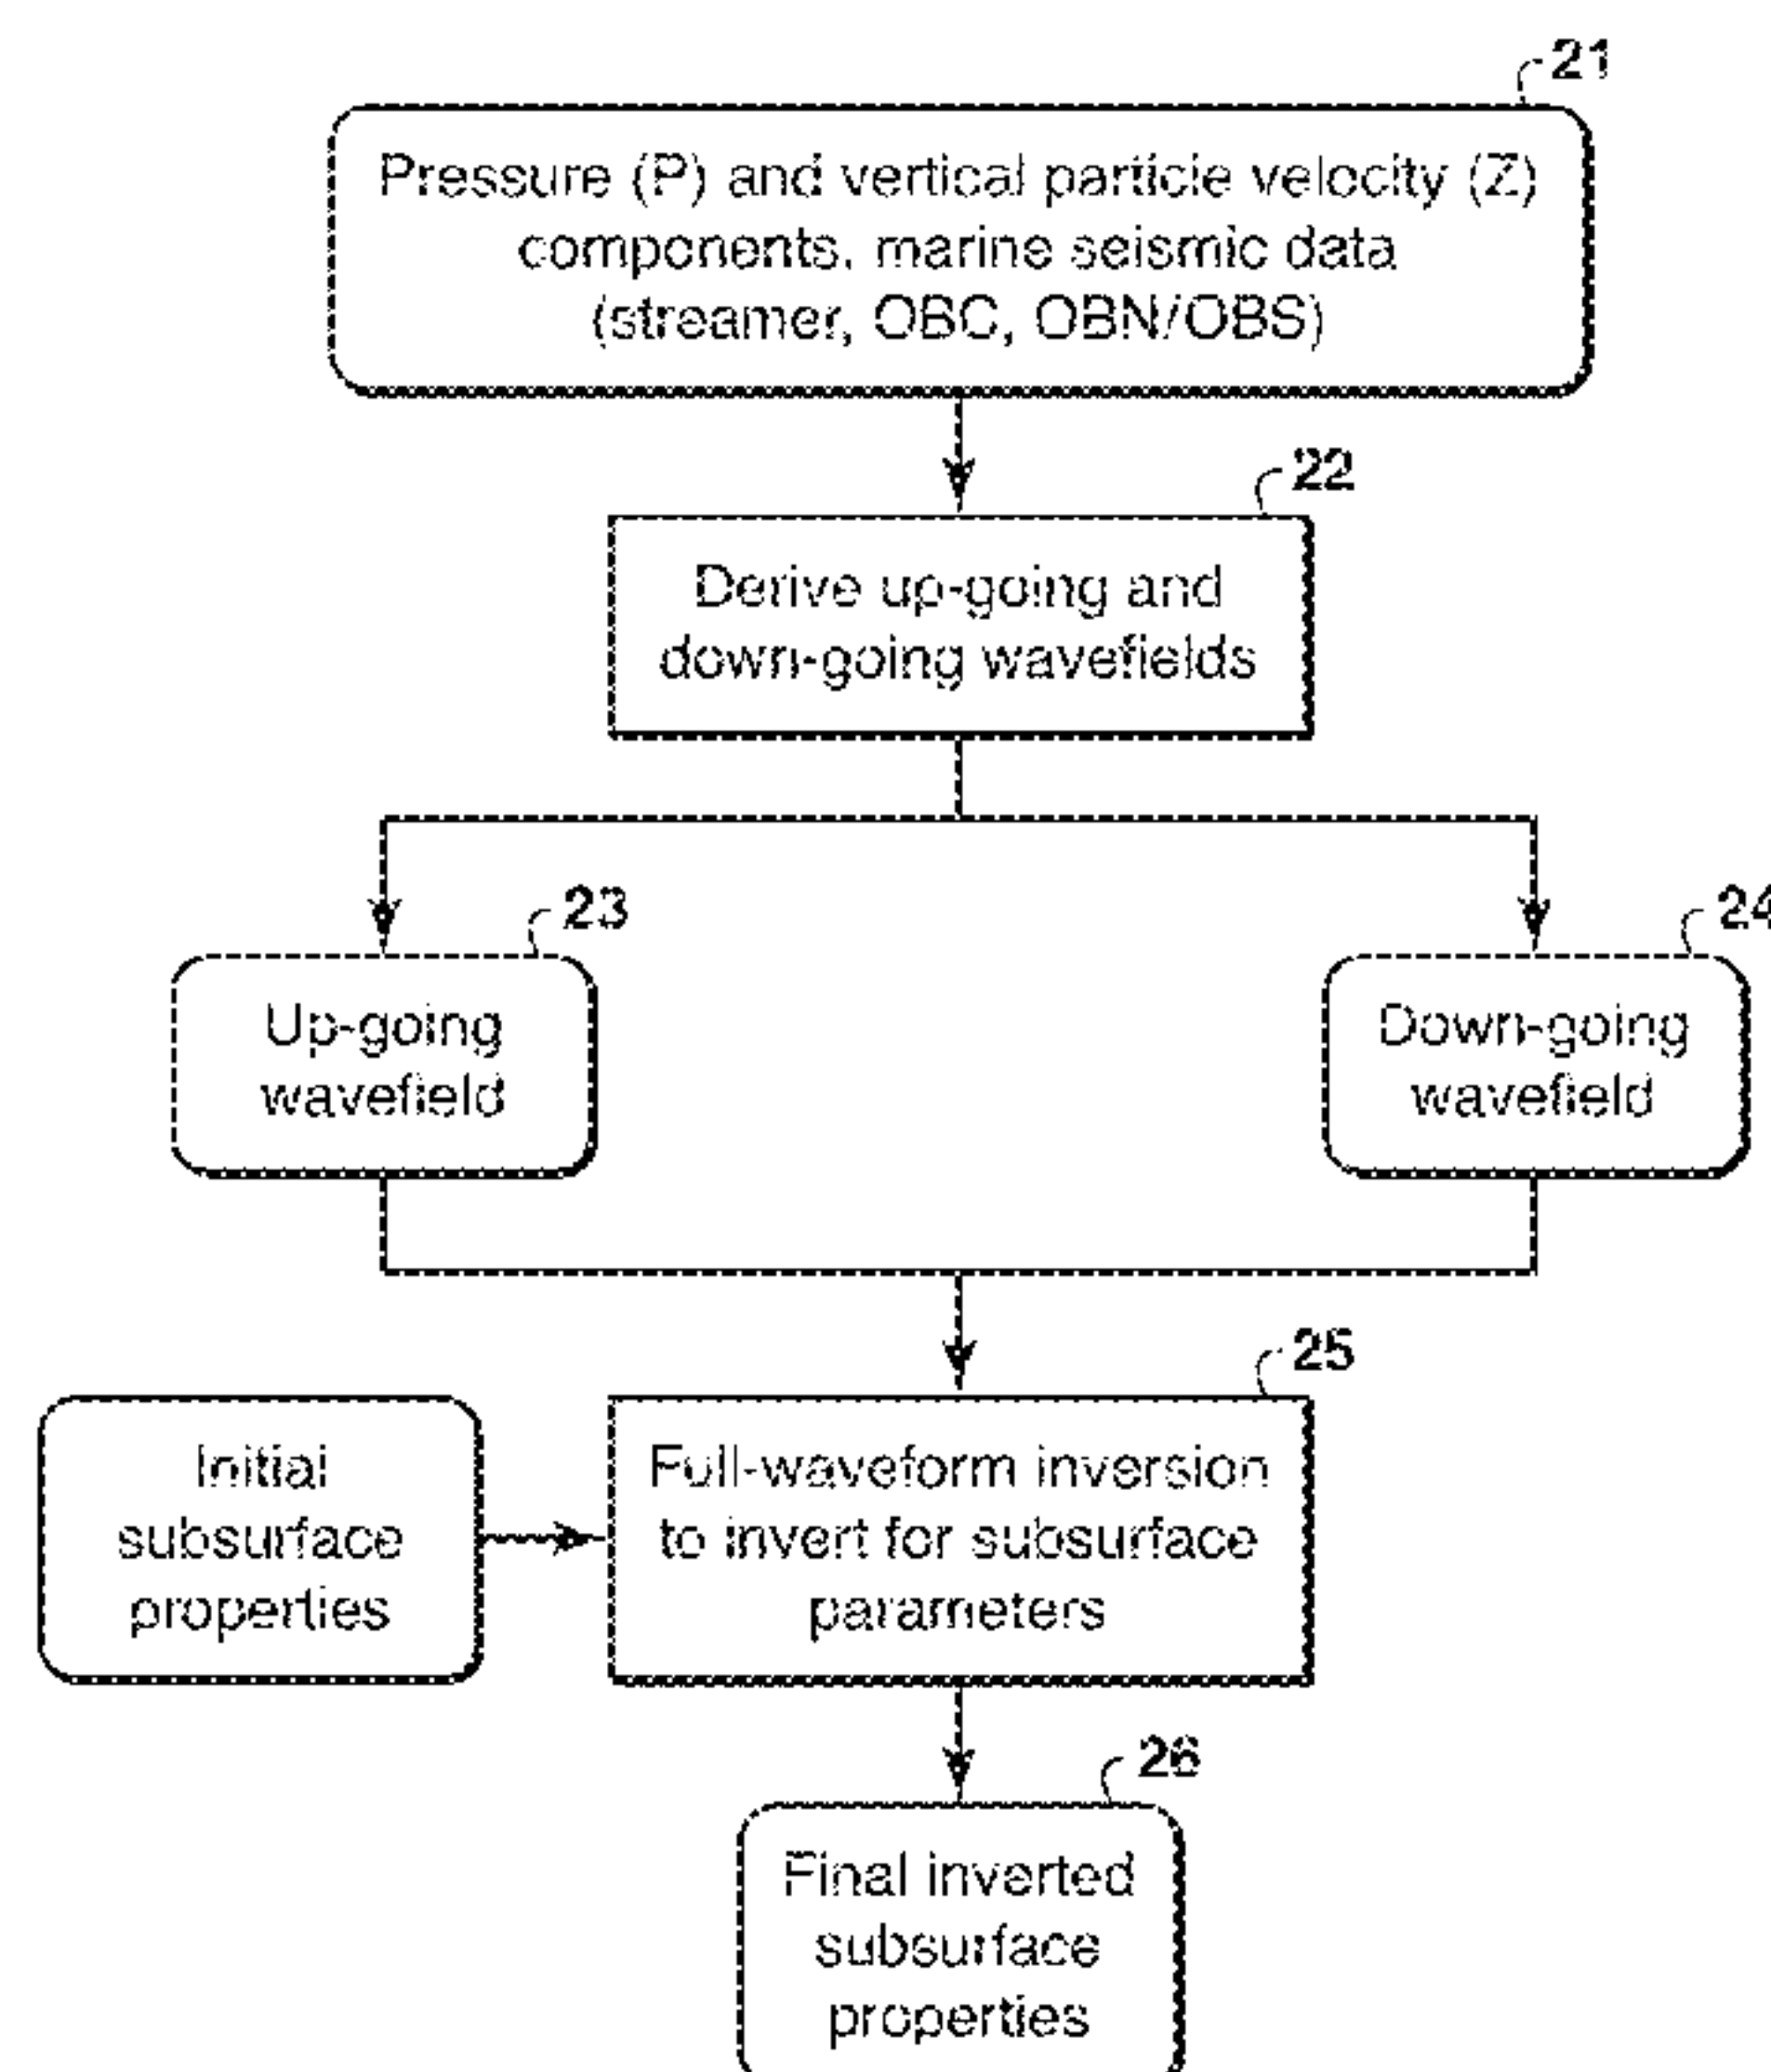 21
Pressure (P) and vertical particle velocity (Z)
components, marine seismic data
(streamer, OBC, OBN/OBS)
22
Derive up-going and
down-going wavefields
23
Up-going
wavefield
24
Down-going
wavefield
25
Initial
subsurface
properties
Full-waveform inversion
to invert for subsurface
parameters
26
Final inverted
subsurface
properties